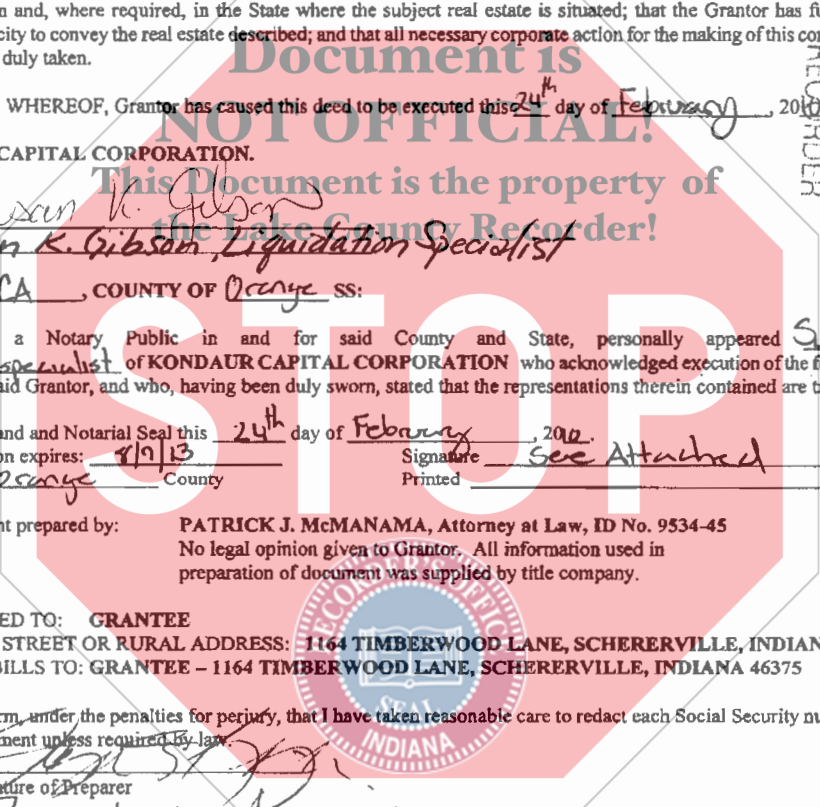 n and, where required, in the State where the subject real estate is situated; that the Grantor has fu
city to convey the real estate described; and that all necessary corporate action for the making of this con
duly taken.
Document is
WHEREOF, Grantor has caused this deed to be executed this 24th day of February, 2010
NOT OFFICIAL!
RECORDER
CAPITAL CORPORATION.
This Document is the property of
usan K. Gibson
the Lake County Recorder!
n K. Gibson, Liquidation Specialist
CA, COUNTY OF Orange SS:
STOP
a Notary Public in and for said County and State, personally appeared S
specialist of KONDAUR CAPITAL CORPORATION who acknowledged execution of the f
aid Grantor, and who, having been duly sworn, stated that the representations therein contained are t
and and Notarial Seal this 24th day of February, 2010.
on expires: 8/7/13 Signature See Attached
Orange County Printed
nt prepared by: PATRICK J. McMANAMA, Attorney at Law, ID No. 9534-45
No legal opinion given to Grantor. All information used in
preparation of document was supplied by title company.
RECORDER'S OFFICE
ED TO: GRANTEE
STREET OR RURAL ADDRESS: 1164 TIMBERWOOD LANE, SCHERERVILLE, INDIAN
BILLS TO: GRANTEE – 1164 TIMBERWOOD LANE, SCHERERVILLE, INDIANA 46375
SEAL
rm, under the penalties for perjury, that I have taken reasonable care to redact each Social Security nu
ment unless required by law.
INDIANA
ture of Preparer